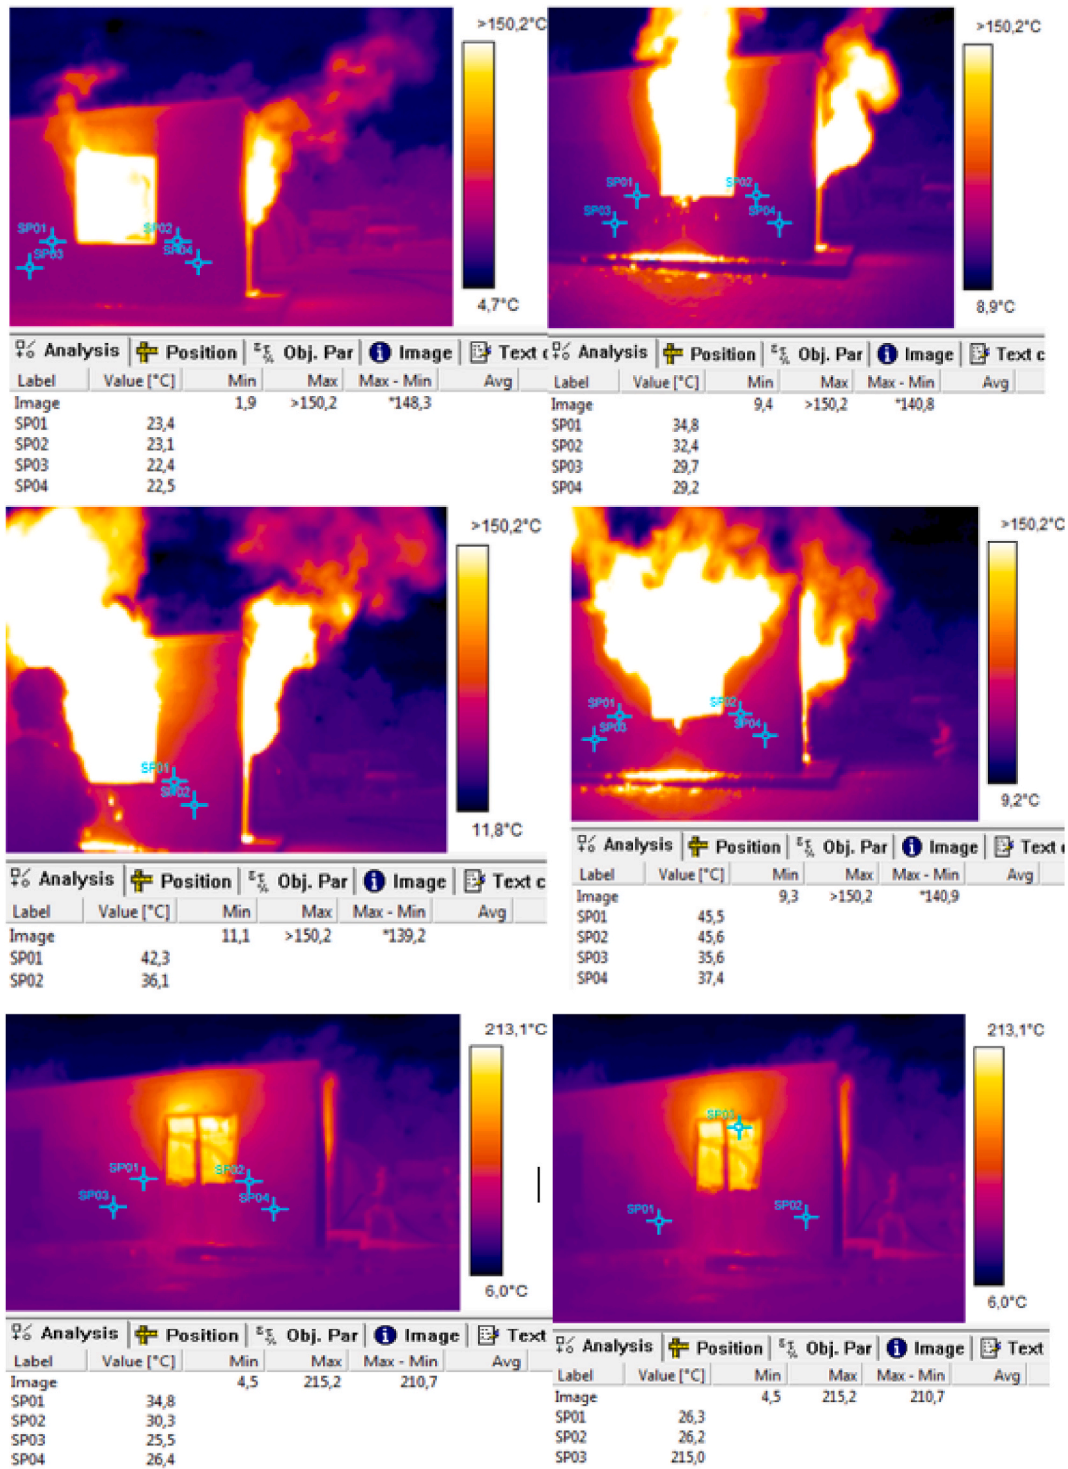 >150,2°C
SP01
SP02
SP03
SP04
4,7°C
Analysis Position Obj. Par Image Text c
Label Value [°C] Min Max Max - Min Avg
Image 1,9 >150,2 *148,3
SP01 23,4
SP02 23,1
SP03 22,4
SP04 22,5
>150,2°C
SP01
SP02
SP03
SP04
8,9°C
Analysis Position Obj. Par Image Text c
Label Value [°C] Min Max Max - Min Avg
Image 9,4 >150,2 *140,8
SP01 34,8
SP02 32,4
SP03 29,7
SP04 29,2
>150,2°C
SP01
SP02
11,8°C
Analysis Position Obj. Par Image Text c
Label Value [°C] Min Max Max - Min Avg
Image 11,1 >150,2 *139,2
SP01 42,3
SP02 36,1
>150,2°C
SP01
SP02
SP03
SP04
9,2°C
Analysis Position Obj. Par Image Text c
Label Value [°C] Min Max Max - Min Avg
Image 9,3 >150,2 *140,9
SP01 45,5
SP02 45,6
SP03 35,6
SP04 37,4
213,1°C
SP01
SP02
SP03
SP04
6,0°C
Analysis Position Obj. Par Image Text
Label Value [°C] Min Max Max - Min Avg
Image 4,5 215,2 210,7
SP01 34,8
SP02 30,3
SP03 25,5
SP04 26,4
213,1°C
SP03
SP01
SP02
6,0°C
Analysis Position Obj. Par Image Text
Label Value [°C] Min Max Max - Min Avg
Image 4,5 215,2 210,7
SP01 26,3
SP02 26,2
SP03 215,0